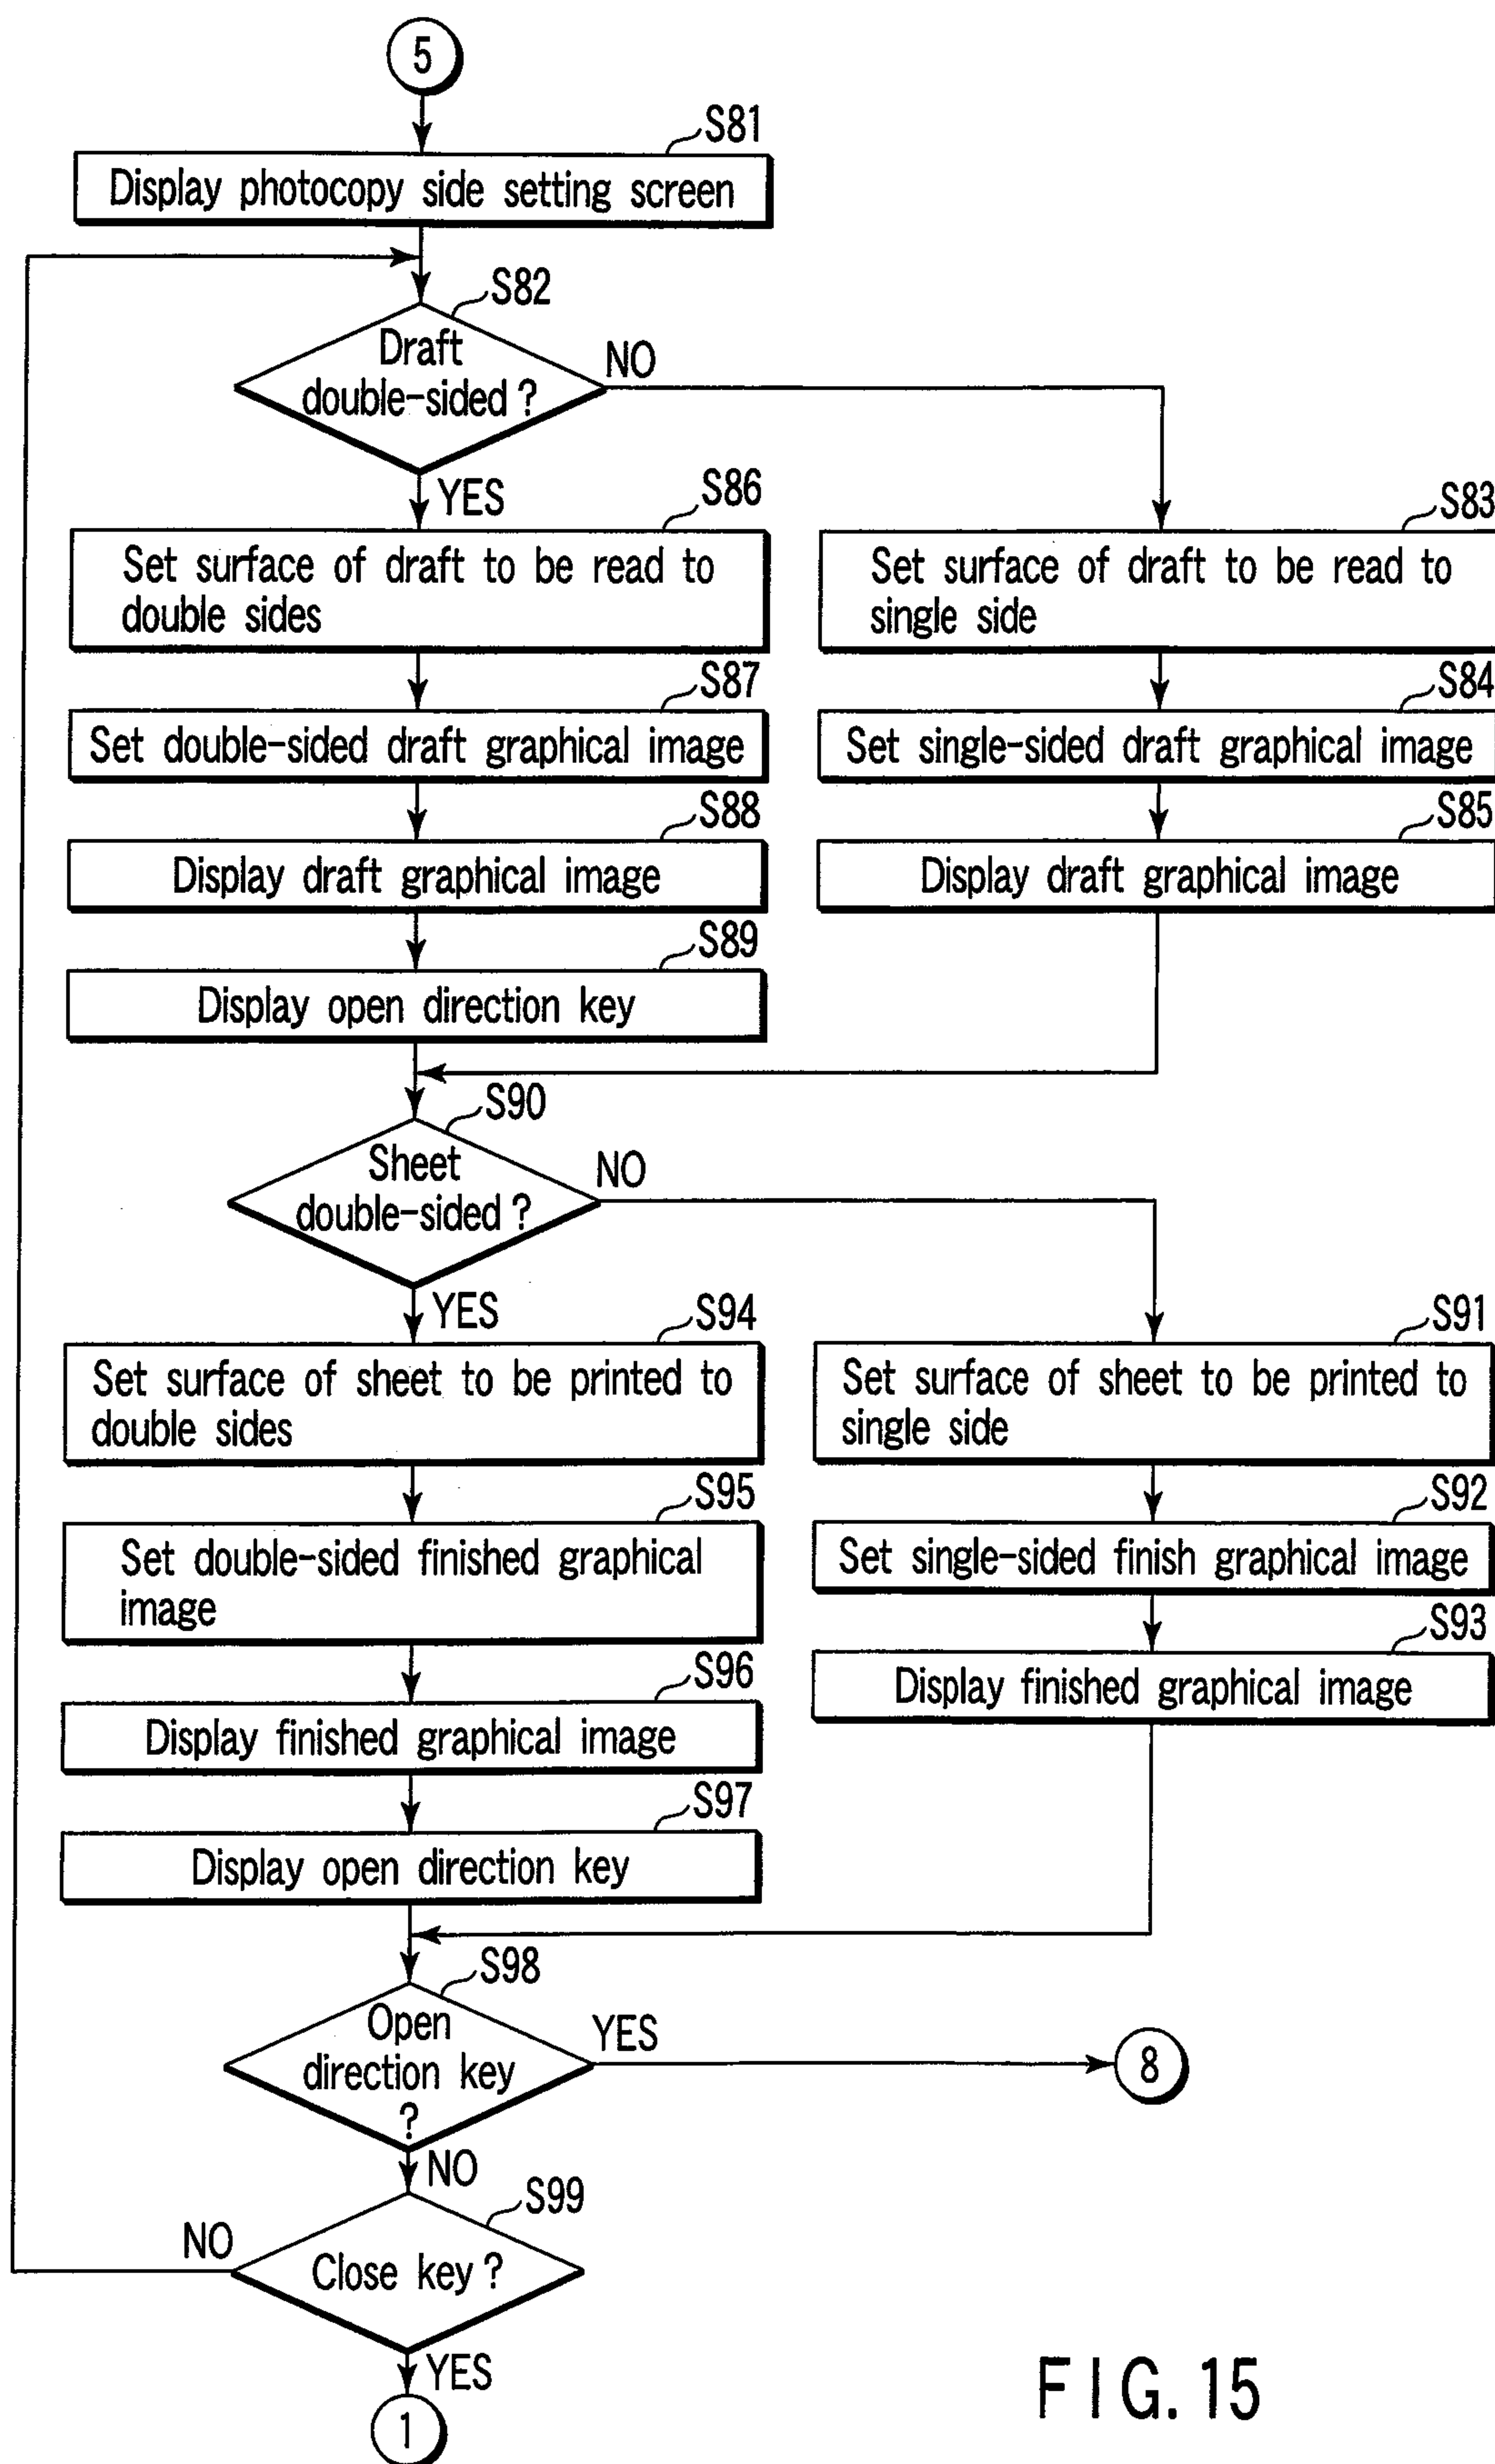 5
S81
Display photocopy side setting screen
S82
Draft
double-sided ?
NO
YES
S86
Set surface of draft to be read to
double sides
S83
Set surface of draft to be read to
single side
S87
Set double-sided draft graphical image
S84
Set single-sided draft graphical image
S88
Display draft graphical image
S85
Display draft graphical image
S89
Display open direction key
S90
Sheet
double-sided ?
NO
YES
S94
Set surface of sheet to be printed to
double sides
S91
Set surface of sheet to be printed to
single side
S95
Set double-sided finished graphical
image
S92
Set single-sided finish graphical image
S96
Display finished graphical image
S93
Display finished graphical image
S97
Display open direction key
S98
Open
direction key
?
YES
8
NO
S99
Close key ?
NO
YES
1
FIG. 15